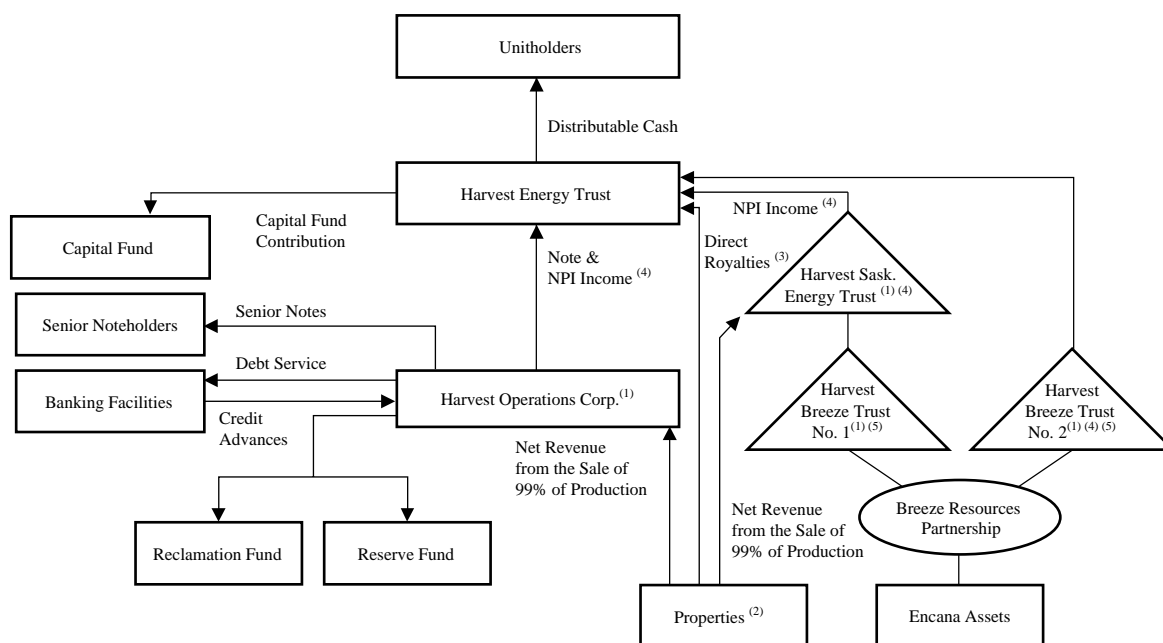 Unitholders
Distributable Cash
Harvest Energy Trust
NPI Income (4)
Capital Fund
Contribution
Capital Fund
Note &
NPI Income (4)
Direct
Royalties (3)
Harvest Sask.
Energy Trust (1) (4)
Senior Noteholders
Senior Notes
Debt Service
Banking Facilities
Credit
Advances
Harvest Operations Corp.(1)
Harvest
Breeze Trust
No. 1(1) (5)
Harvest
Breeze Trust
No. 2(1) (4) (5)
Net Revenue
from the Sale of
99% of Production
Net Revenue
from the Sale of
99% of Production
Breeze Resources
Partnership
Reclamation Fund
Reserve Fund
Properties (2)
Encana Assets